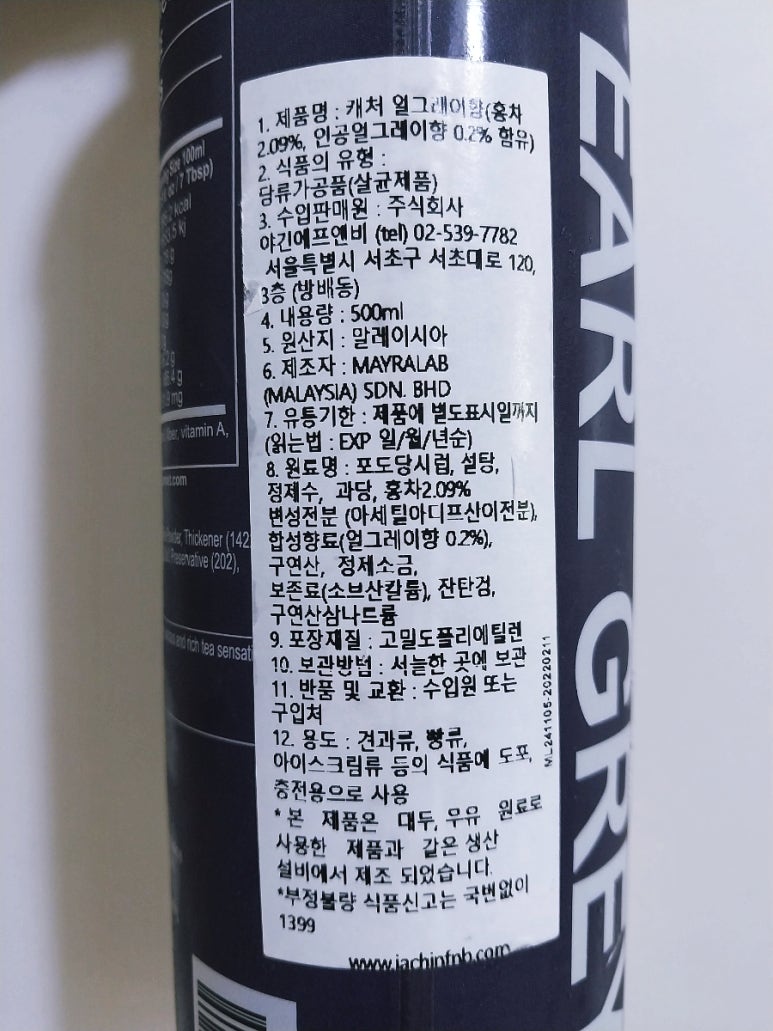 1. 제품명 : 캐처 얼그레이향(홍차
2.09%, 인공얼그레이향 0.2% 함유)
2. 식품의 유형 :
당류가공품(살균제품)
3. 수입판매원 : 주식회사
야긴에프앤비 (tel) 02-539-7782
서울특별시 서초구 서초대로 120,
3층 (방배동)
4. 내용량 : 500ml
5. 원산지 : 말레이시아
6. 제조자 : MAYRALAB
(MALAYSIA) SDN. BHD
7. 유통기한 : 제품에 별도표시일까지
(읽는법 : EXP 일/월/년순)
8. 원료명 : 포도당시럽, 설탕,
정제수, 과당, 홍차2.09%
변성전분 (아세틸아디프산이전분),
합성향료(얼그레이향 0.2%),
구연산, 정제소금,
보존료(소브산칼륨), 잔탄검,
구연산삼나트륨
9. 포장재질 : 고밀도폴리에틸렌
10. 보관방법 : 서늘한 곳에 보관
11. 반품 및 교환 : 수입원 또는
구입처
12. 용도 : 견과류, 빵류,
아이스크림류 등의 식품에 도포,
충전용으로 사용
* 본 제품은 대두, 우유 원료로
사용한 제품과 같은 생산
설비에서 제조 되었습니다.
*부정불량 식품신고는 국번없이
1399
www.jachinfnb.com
ML241105-20220211
EARL GREY
Size 100ml
/ 7 Tbsp)
kcal
vitamin A,
Thickener (142
Preservative (202),
and rich tea sensati